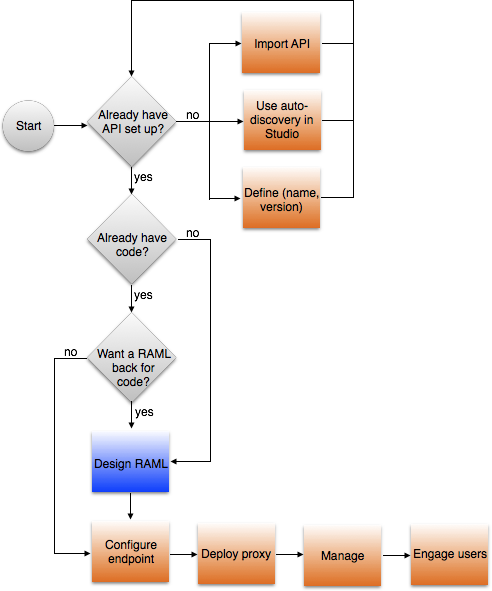 Import API
Start
Already have
API set up?
no
Use auto-
discovery in
Studio
yes
Define (name,
version)
Already have
code?
no
yes
no
Want a RAML
back for
code?
yes
Design RAML
Configure
endpoint
Deploy proxy
Manage
Engage users